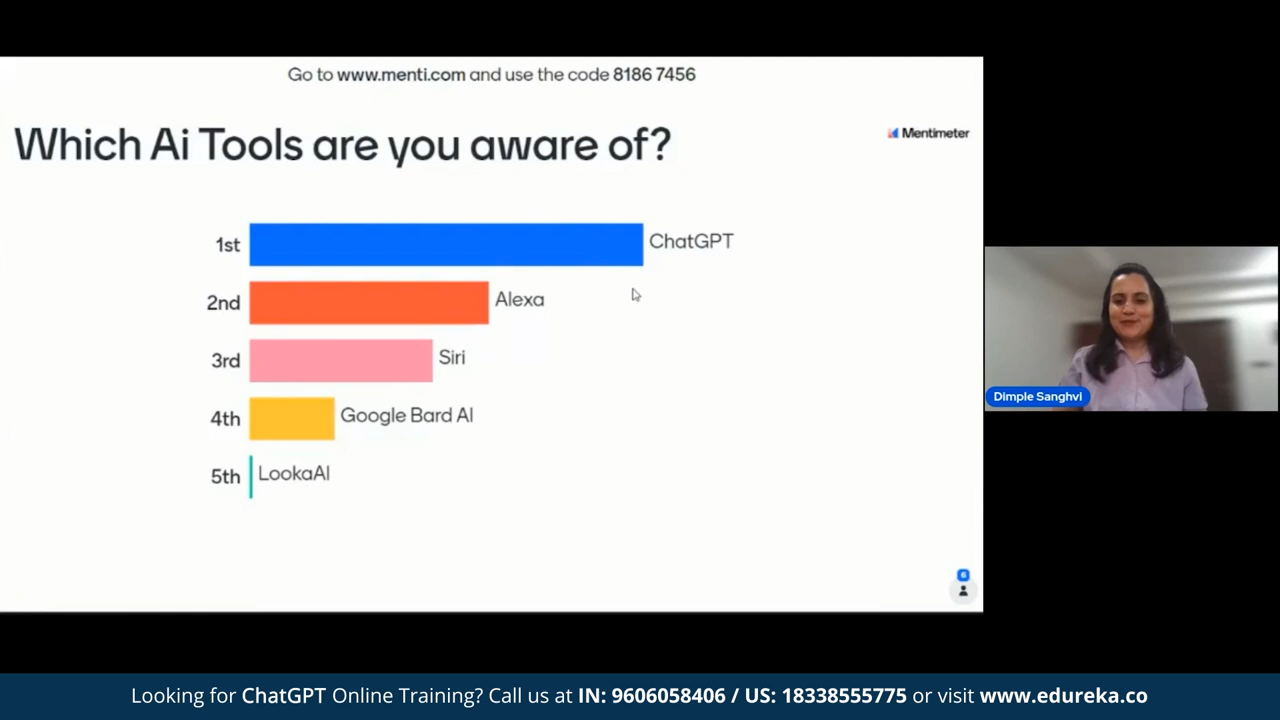 Go to www.menti.com and use the code 8186 7456
Which Ai Tools are you aware of?
Mentimeter
1st ChatGPT
2nd Alexa
3rd Siri
4th Google Bard AI
5th LookaAI
Dimple Sanghvi
Looking for ChatGPT Online Training? Call us at IN: 9606058406 / US: 18338555775 or visit www.edureka.co